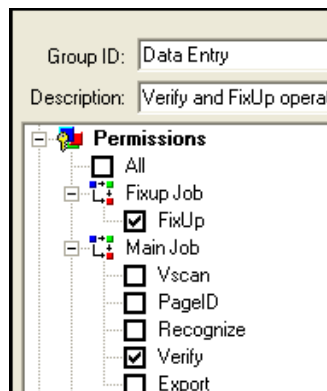 Group ID: Data Entry
Description: Verify and FixUp
Permissions
All
Fixup Job
FixUp
Main Job
Vscan
PageID
Recognize
Verify
Export